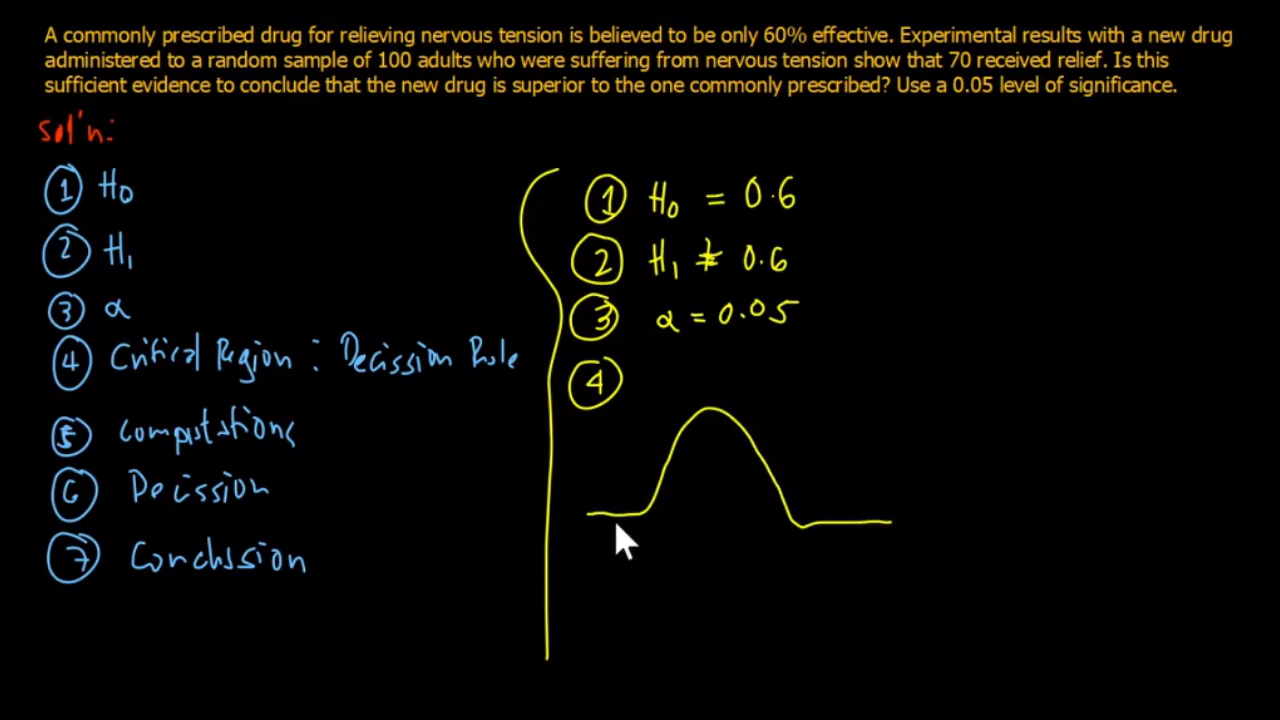 A commonly prescribed drug for relieving nervous tension is believed to be only 60% effective. Experimental results with a new drug
administered to a random sample of 100 adults who were suffering from nervous tension show that 70 received relief. Is this
sufficient evidence to conclude that the new drug is superior to the one commonly prescribed? Use a 0.05 level of significance.
Sol'n:
1 H0
2 H1
3 α
4 Critical Region : Decission Rule
5 Computations
6 Decission
7 Conclssion
1 H0 = 0.6
2 H1 ≠ 0.6
3 α = 0.05
4